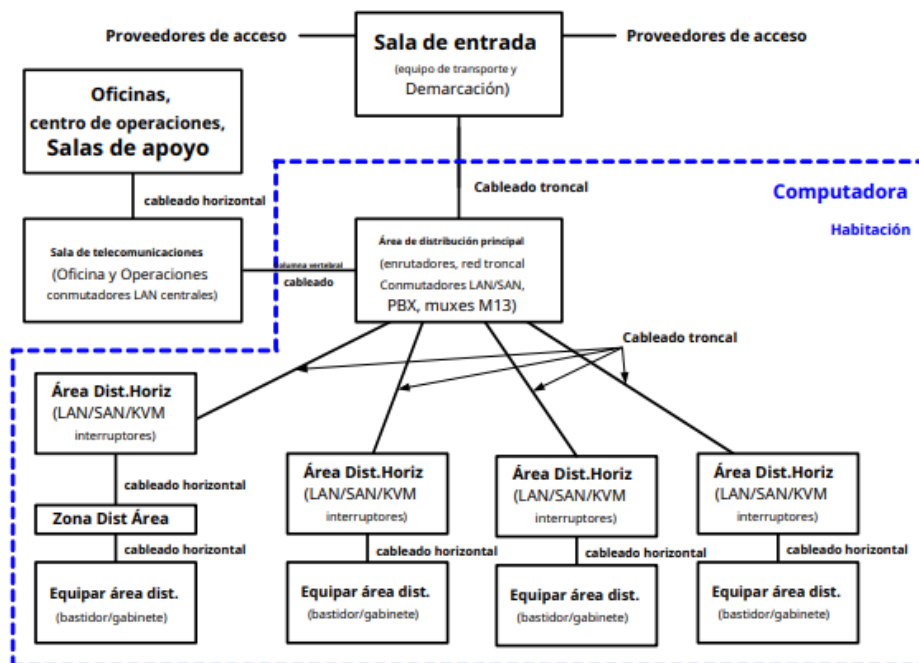 Proveedores de acceso
Sala de entrada
(equipo de transporte y
Demarcación)
Proveedores de acceso
Oficinas,
centro de operaciones,
Salas de apoyo
cableado horizontal
Cableado troncal
Computadora
Habitación
Sala de telecomunicaciones
(Oficina y Operaciones
conmutadores LAN centrales)
olumna vertebral
cableado
Área de distribución principal
(enrutadores, red troncal
Conmutadores LAN/SAN,
PBX, muxes M13)
Cableado troncal
Área Dist.Horiz
(LAN/SAN/KVM
interruptores)
cableado horizontal
Zona Dist Área
cableado horizontal
Equipar área dist.
(bastidor/gabinete)
Área Dist.Horiz
(LAN/SAN/KVM
interruptores)
cableado horizontal
Equipar área dist.
(bastidor/gabinete)
Área Dist.Horiz
(LAN/SAN/KVM
interruptores)
cableado horizontal
Equipar área dist.
(bastidor/gabinete)
Área Dist.Horiz
(LAN/SAN/KVM
interruptores)
cableado horizontal
Equipar área dist.
(bastidor/gabinete)